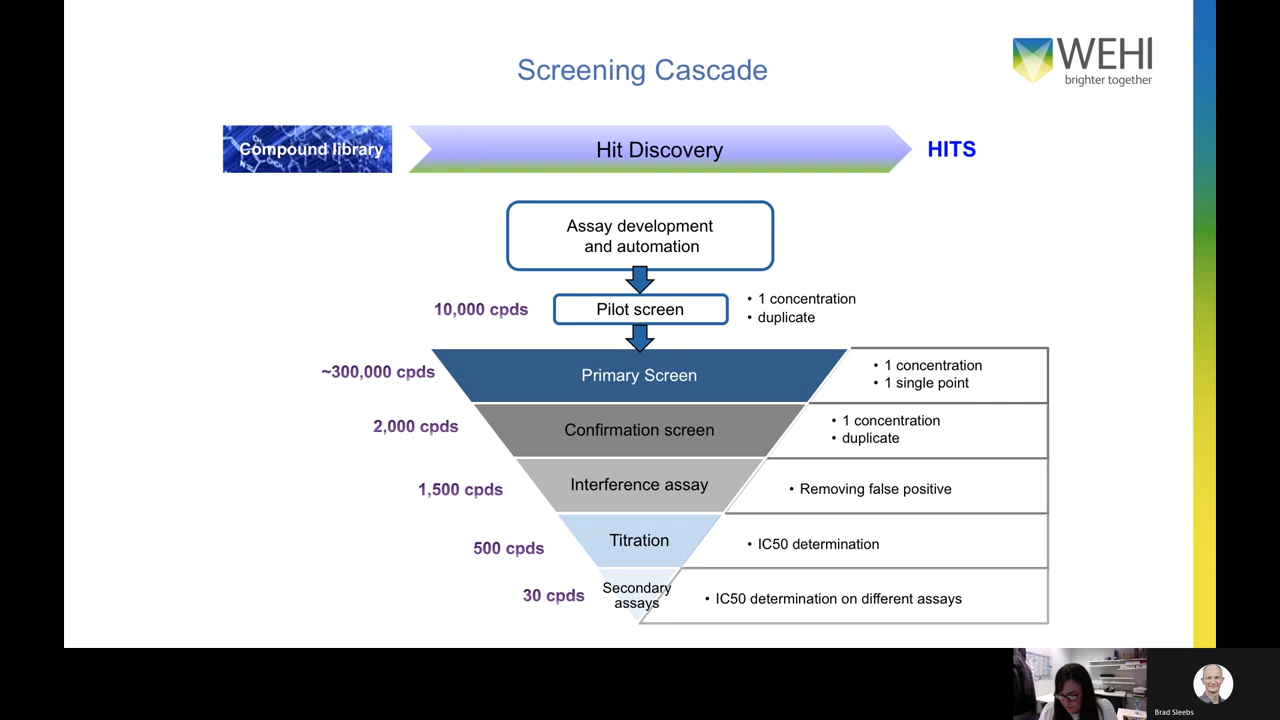 Screening Cascade
WEHI
brighter together
Compound library
Hit Discovery
HITS
Assay development
and automation
10,000 cpds
Pilot screen
• 1 concentration
• duplicate
~300,000 cpds
Primary Screen
• 1 concentration
• 1 single point
2,000 cpds
Confirmation screen
• 1 concentration
• duplicate
1,500 cpds
Interference assay
• Removing false positive
500 cpds
Titration
• IC50 determination
30 cpds
Secondary
assays
• IC50 determination on different assays
Brad Sleebs